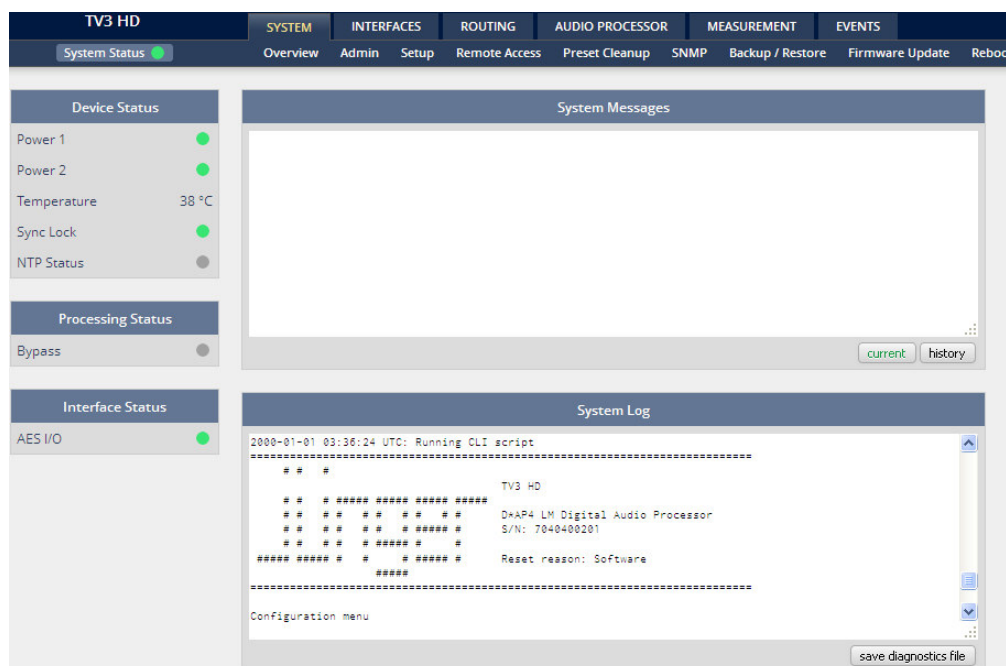 TV3 HD
SYSTEM INTERFACES ROUTING AUDIO PROCESSOR MEASUREMENT EVENTS
System Status
Overview Admin Setup Remote Access Preset Cleanup SNMP Backup / Restore Firmware Update
Device Status
Power 1
Power 2
Temperature 38 °C
Sync Lock
NTP Status
Processing Status
Bypass
Interface Status
AES I/O
System Messages
current history
System Log
2000-01-01 03:36:24 UTC: Running CLI script
TV3 HD
D*AP4 LM Digital Audio Processor
S/N: 7040400201
Reset reason: Software
Configuration menu
save diagnostics file